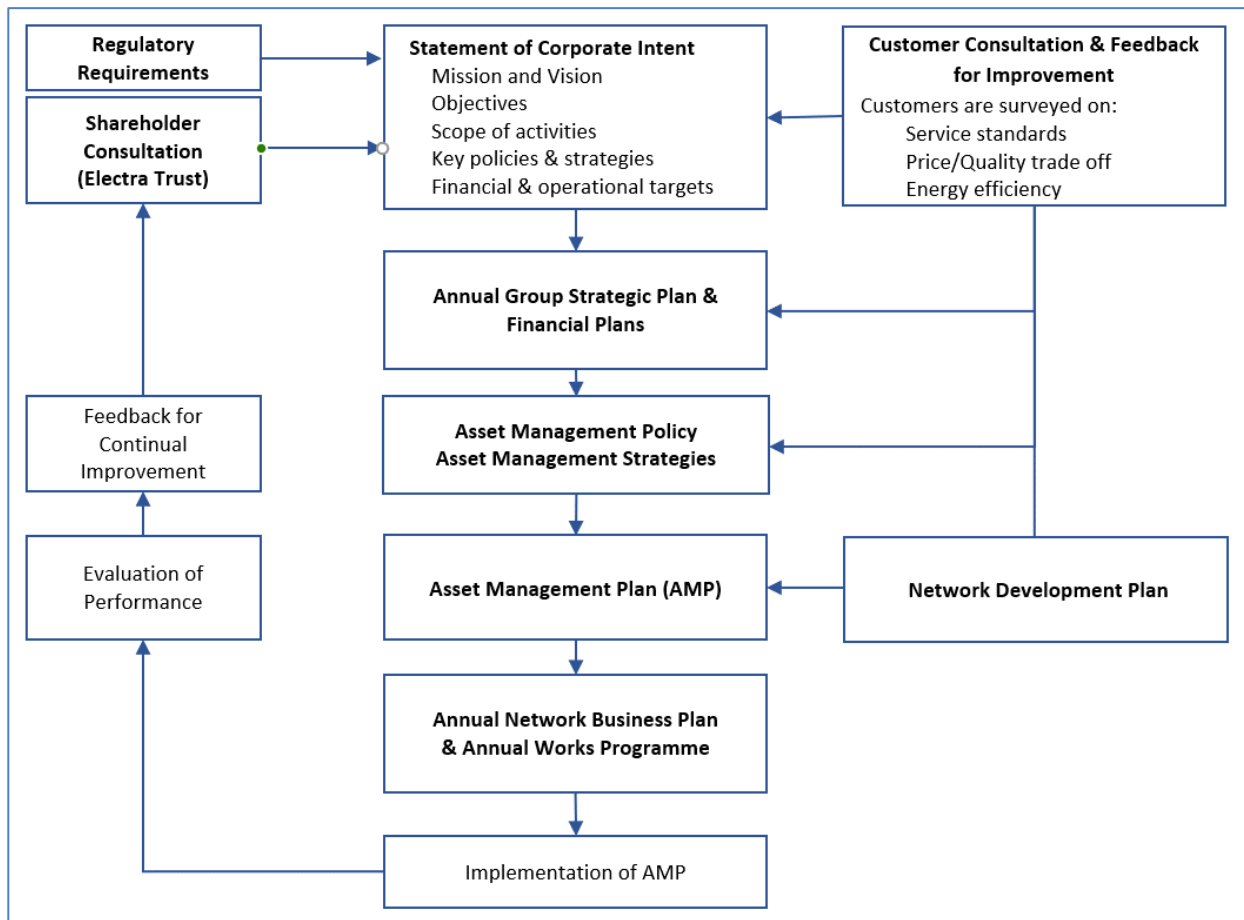 Regulatory
Requirements
Shareholder
Consultation
(Electra Trust)
Statement of Corporate Intent
Mission and Vision
Objectives
Scope of activities
Key policies & strategies
Financial & operational targets
Customer Consultation & Feedback
for Improvement
Customers are surveyed on:
Service standards
Price/Quality trade off
Energy efficiency
Annual Group Strategic Plan &
Financial Plans
Feedback for
Continual
Improvement
Asset Management Policy
Asset Management Strategies
Evaluation of
Performance
Asset Management Plan (AMP)
Network Development Plan
Annual Network Business Plan
& Annual Works Programme
Implementation of AMP